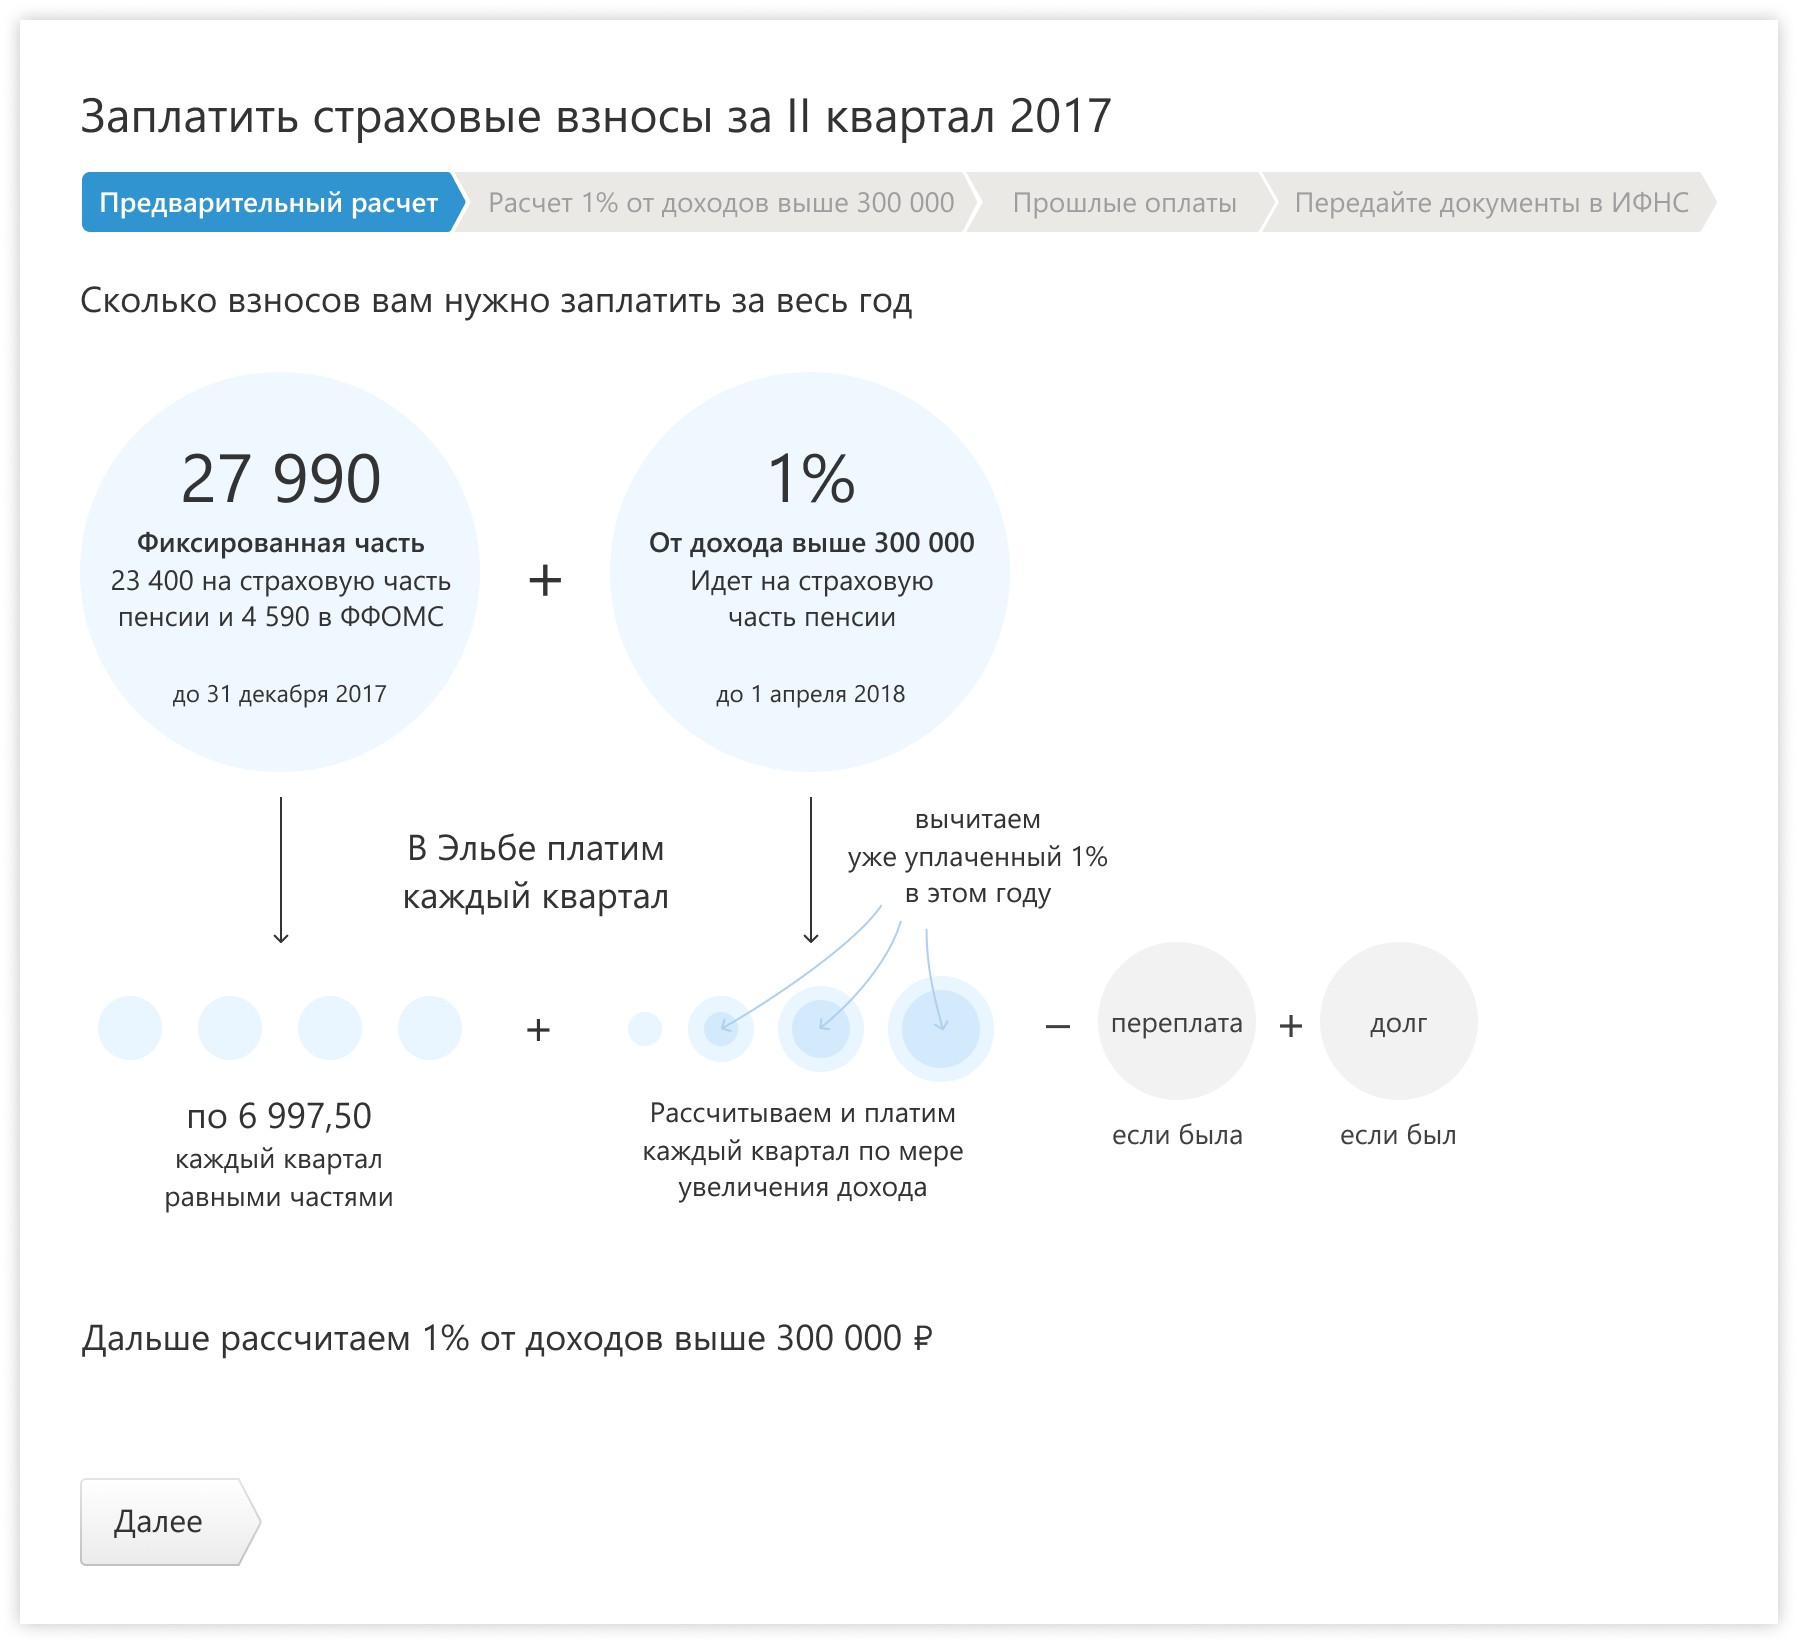 Заплатить страховые взносы за II квартал 2017
Предварительный расчет
Расчет 1% от доходов выше 300 000
Прошлые оплаты
Передайте документы в ИФНС
Сколько взносов вам нужно заплатить за весь год
27 990
Фиксированная часть
23 400 на страховую часть
пенсии и 4 590 в ФФОМС
до 31 декабря 2017
+
1%
От дохода выше 300 000
Идет на страховую
часть пенсии
до 1 апреля 2018
В Эльбе платим
каждый квартал
вычитаем
уже уплаченный 1%
в этом году
+
–
переплата
+
долг
по 6 997,50
каждый квартал
равными частями
Рассчитываем и платим
каждый квартал по мере
увеличения дохода
если была
если был
Дальше рассчитаем 1% от доходов выше 300 000 ₽
Далее